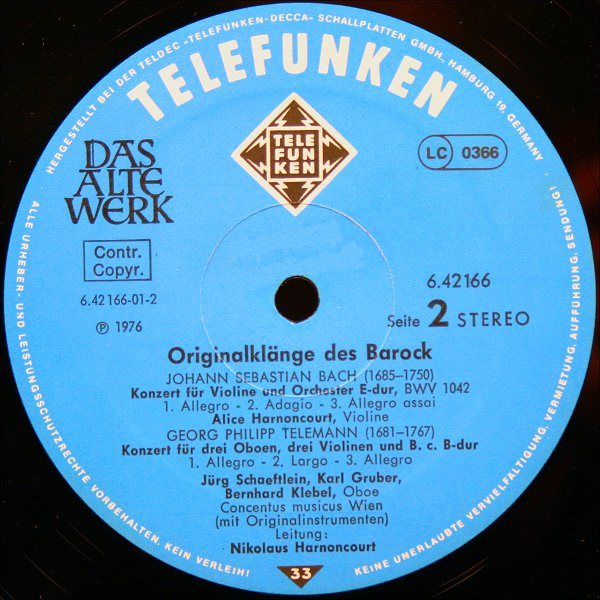 HERGESTELLT BEI DER TELDEC »TELEFUNKEN-DECCA« SCHALLPLATTEN GMBH, HAMBURG 19, GERMANY
TELEFUNKEN
TELE
FUN
KEN
DAS
ALTE
WERK
LC 0366
Contr.
Copyr.
6.42166-01-2
Ⓟ 1976
6.42166
Seite 2 STEREO
Originalklänge des Barock
JOHANN SEBASTIAN BACH (1685–1750)
Konzert für Violine und Orchester E-dur, BWV 1042
1. Allegro - 2. Adagio - 3. Allegro assai
Alice Harnoncourt, Violine
GEORG PHILIPP TELEMANN (1681–1767)
Konzert für drei Oboen, drei Violinen und B. c. B-dur
1. Allegro - 2. Largo - 3. Allegro
Jürg Schaeftlein, Karl Gruber,
Bernhard Klebel, Oboe
Concentus musicus Wien
(mit Originalinstrumenten)
Leitung:
Nikolaus Harnoncourt
33
ALLE URHEBER- UND LEISTUNGSSCHUTZRECHTE VORBEHALTEN. KEIN VERLEIH!
KEINE UNERLAUBTE VERVIELFÄLTIGUNG, VERMIETUNG, AUFFÜHRUNG, SENDUNG!